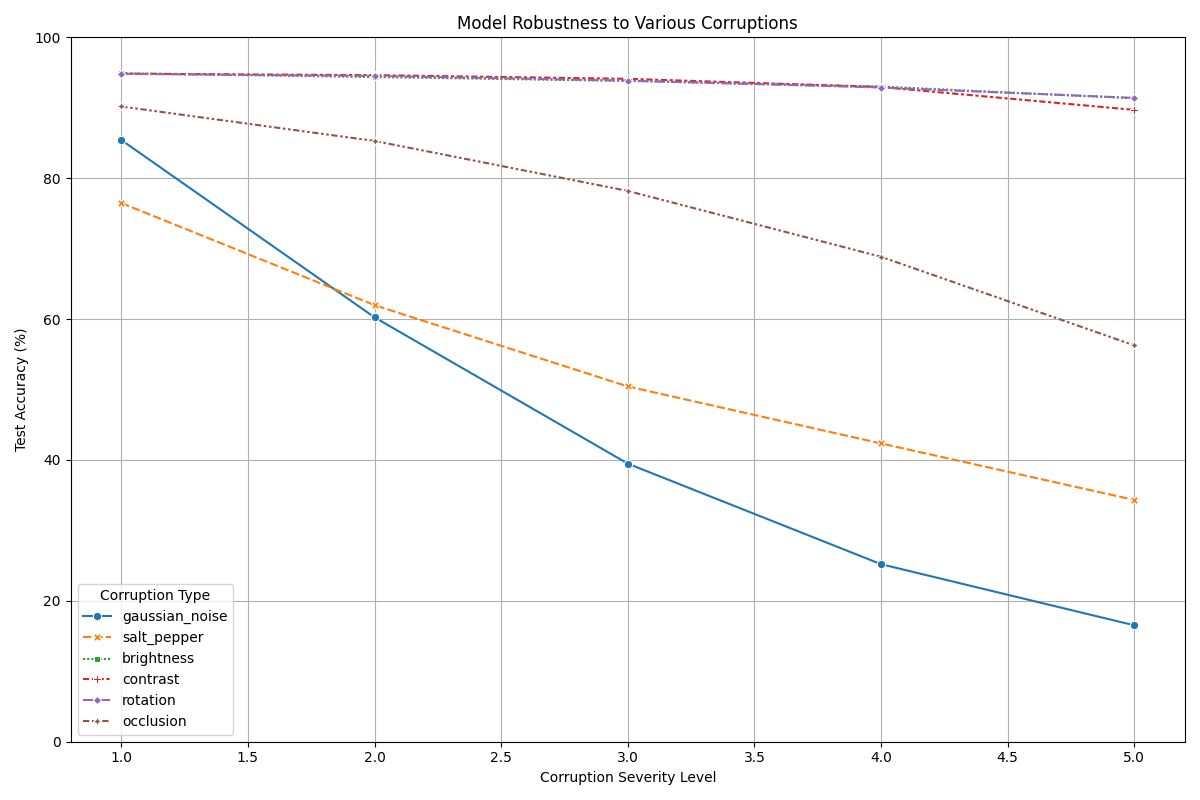 Model Robustness to Various Corruptions
100
80
60
40
20
0
Test Accuracy (%)
Corruption Type
gaussian_noise
salt_pepper
brightness
contrast
rotation
occlusion
1.0 1.5 2.0 2.5 3.0 3.5 4.0 4.5 5.0
Corruption Severity Level